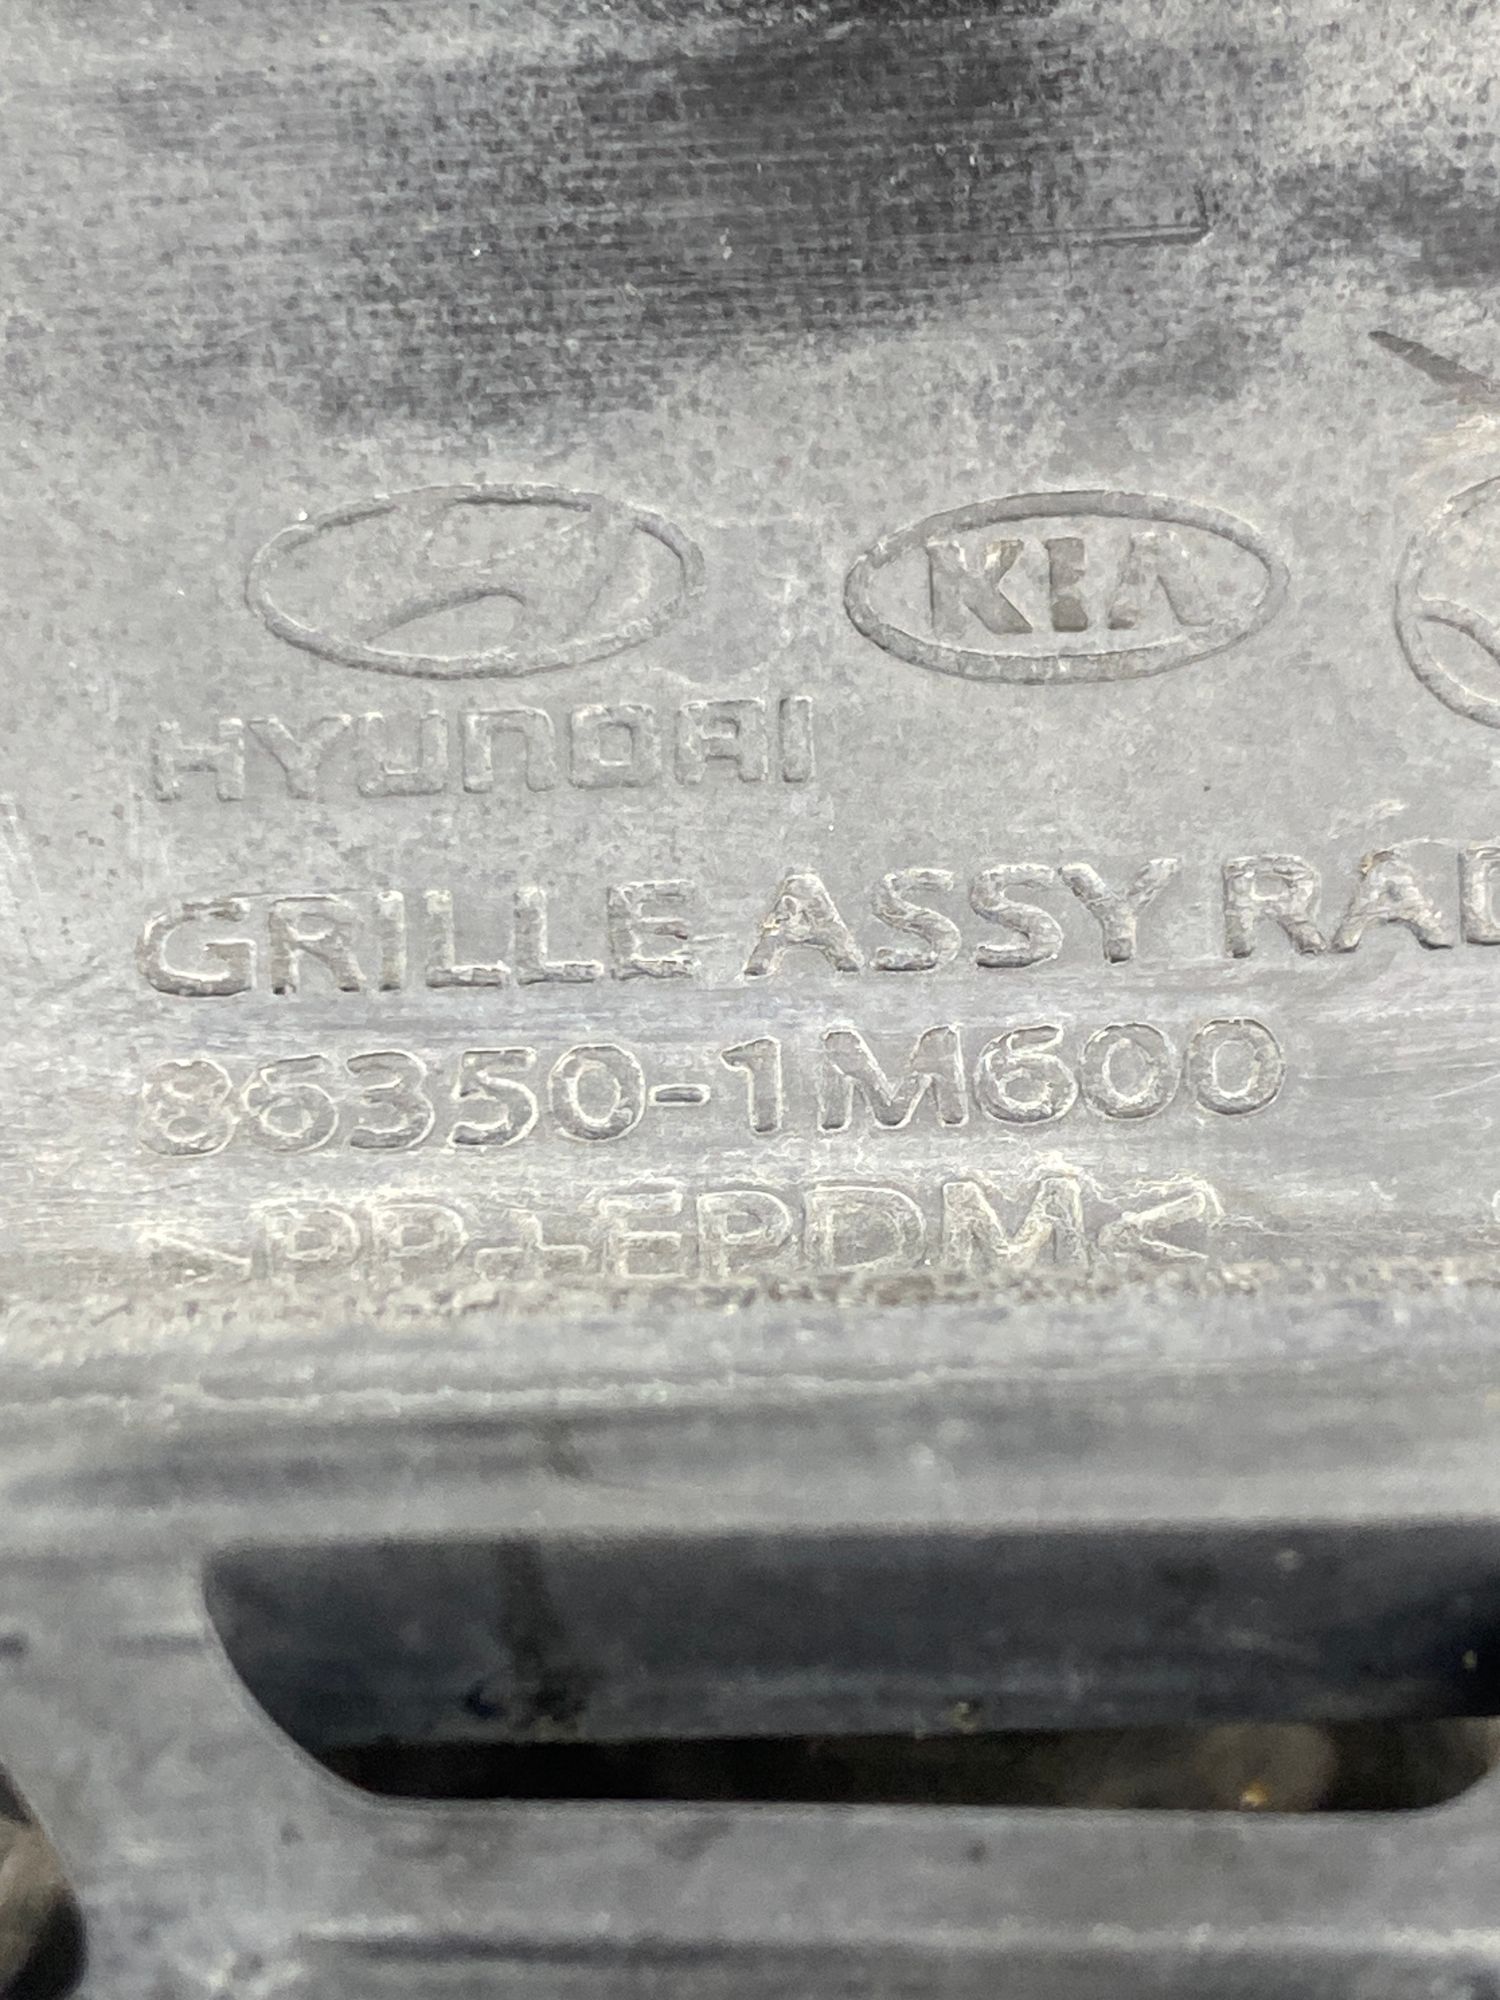 KIA
HYUNDAI
GRILLE ASSY RAD
86350-1M600
>PP+EPDM<